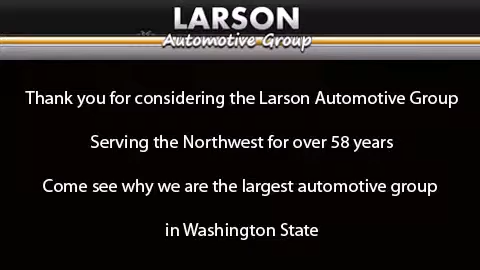 LARSON
Automotive Group
Thank you for considering the Larson Automotive Group
Serving the Northwest for over 58 years
Come see why we are the largest automotive group
in Washington State